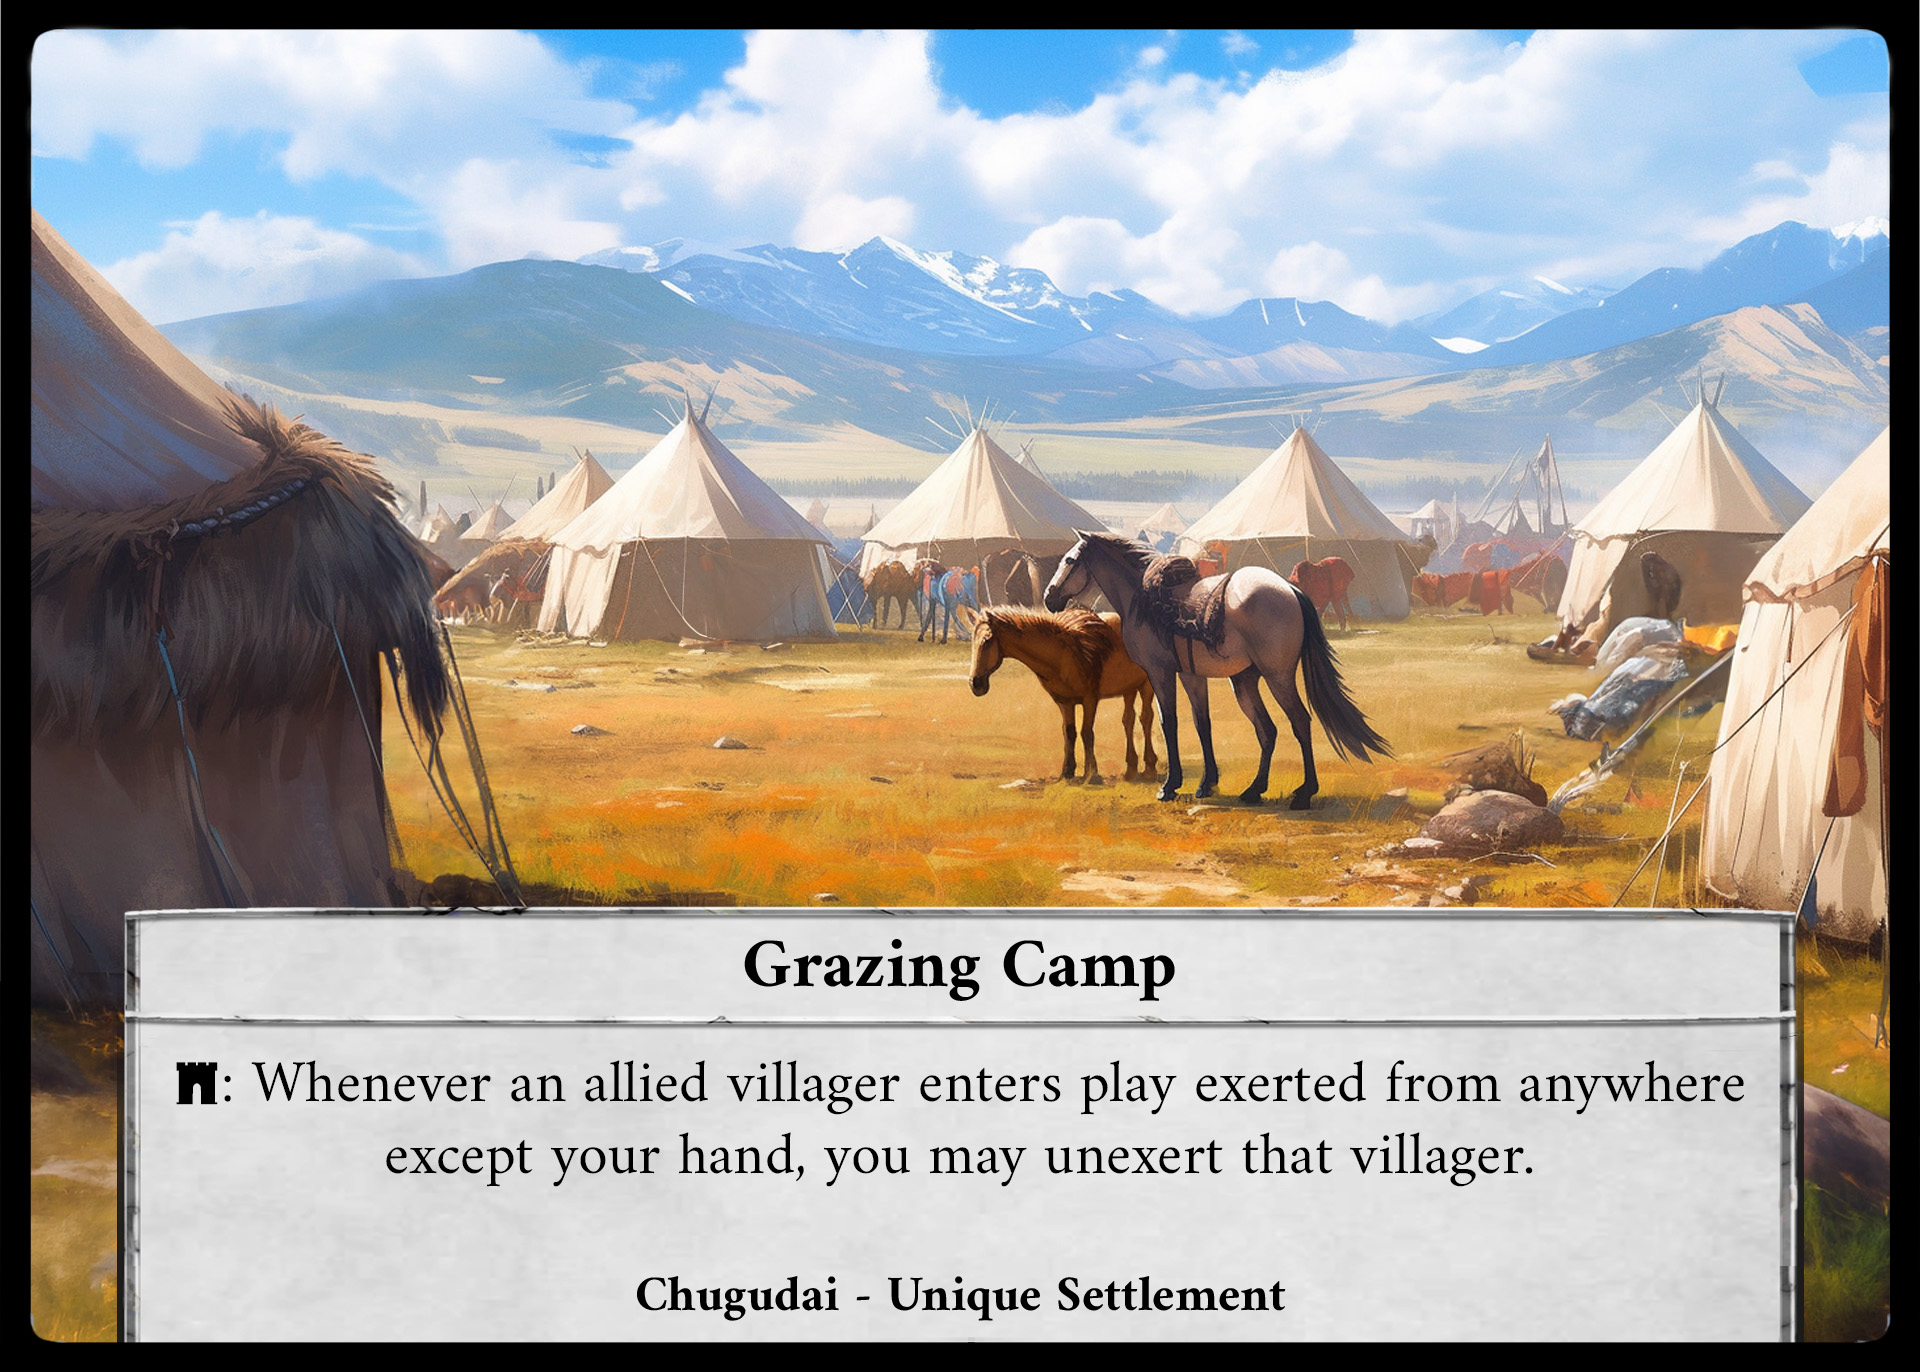 Grazing Camp
: Whenever an allied villager enters play exerted from anywhere
except your hand, you may unexert that villager.
Chugudai - Unique Settlement